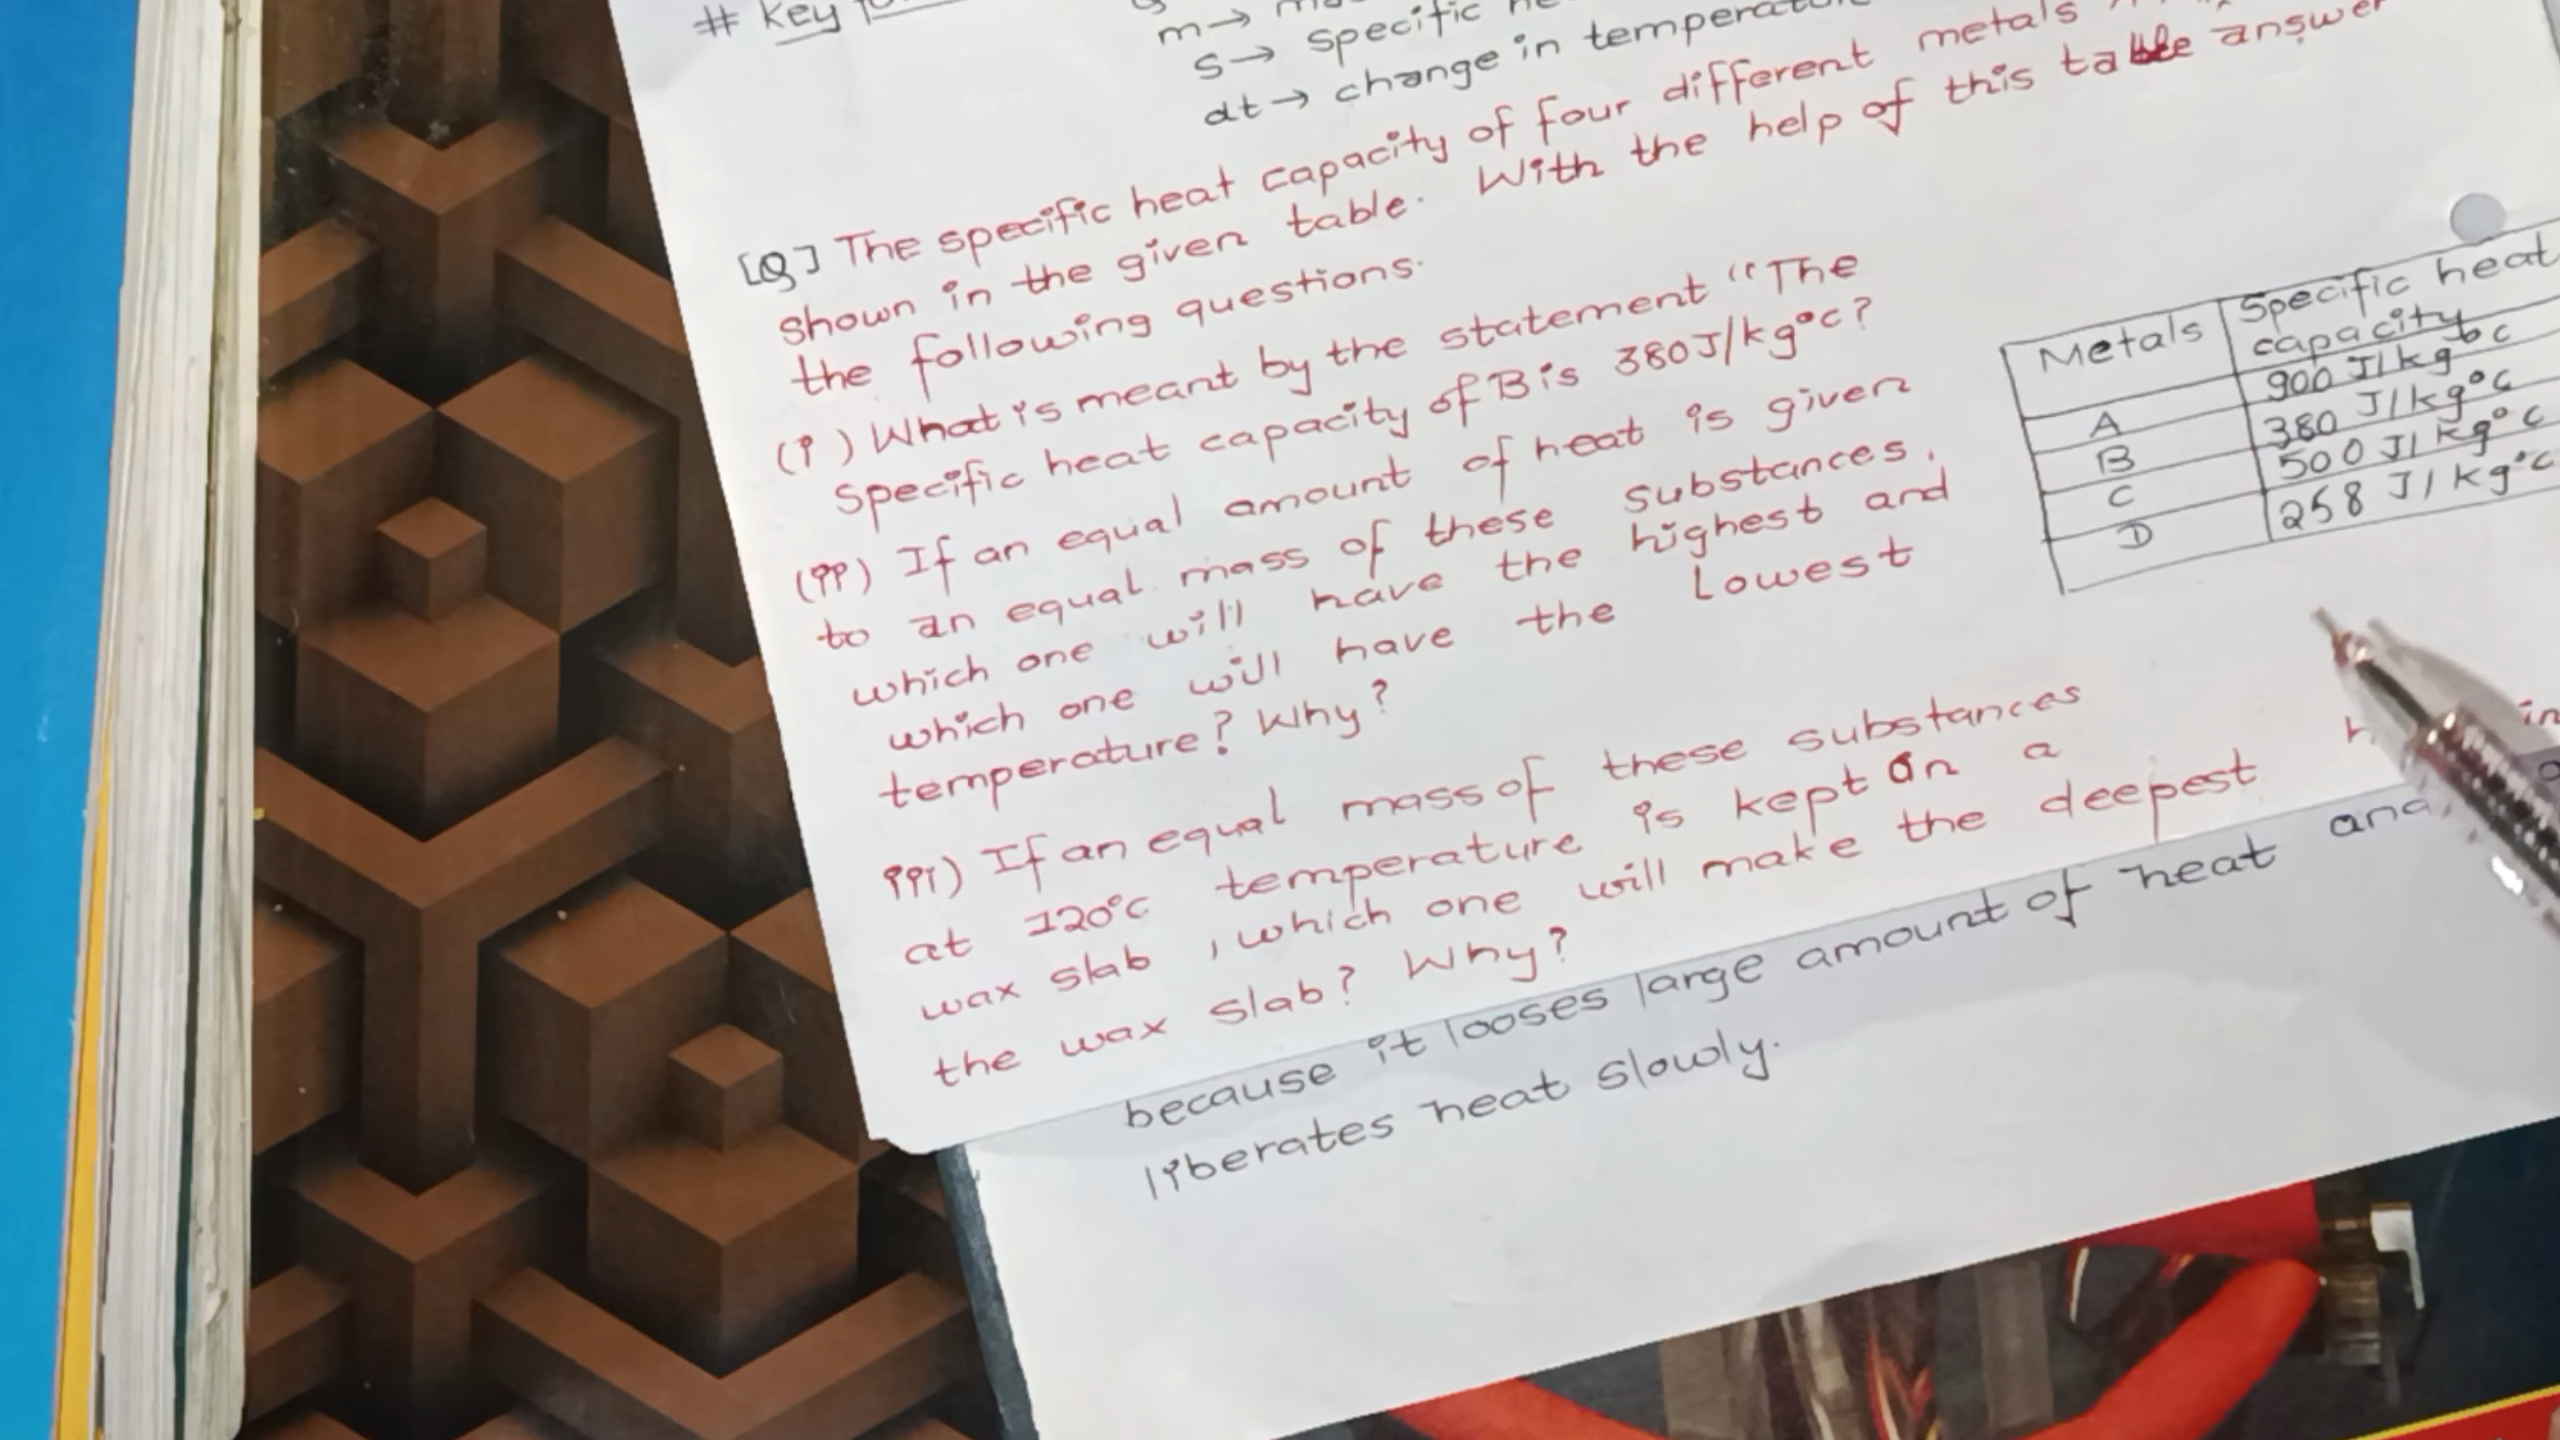 # Key
m→
S→ specific
dt→ change in temperature
[Q] The specific heat capacity of four different metals
shown in the given table. With the help of this table answer
the following questions.
(i) What is meant by the statement "The
specific heat capacity of B is 380J/kg°c?
(ii) If an equal amount of heat is given
to an equal mass of these substances,
which one will have the highest and
which one will have the Lowest
temperature? Why?
iii) If an equal mass of these substances
at 120°c temperature is kept on a
wax slab, which one will make the deepest
the wax slab? Why?
Metals
Specific heat
capacity
A 900 J/kg°c
B 380 J/kg°c
C 500 J/kg°c
D 258 J/kg°c
because it looses large amount of heat and
liberates heat slowly.